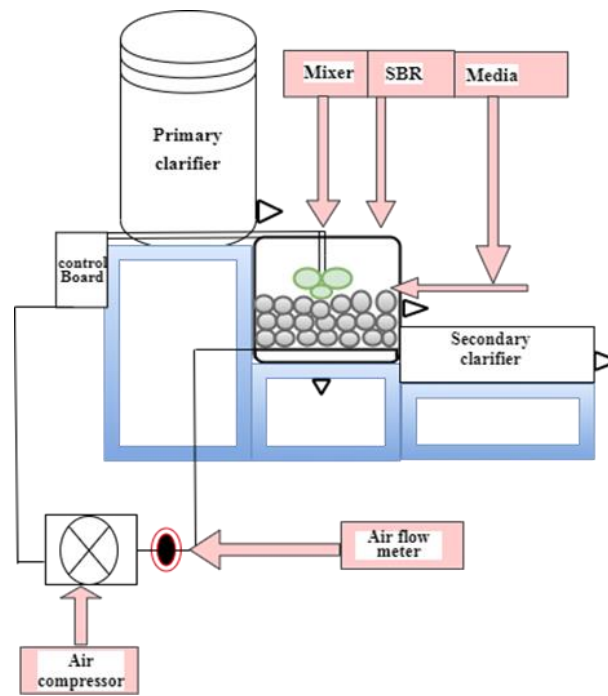 Mixer
SBR
Media
Primary
clarifier
control
Board
Secondary
clarifier
Air flow
meter
Air
compressor